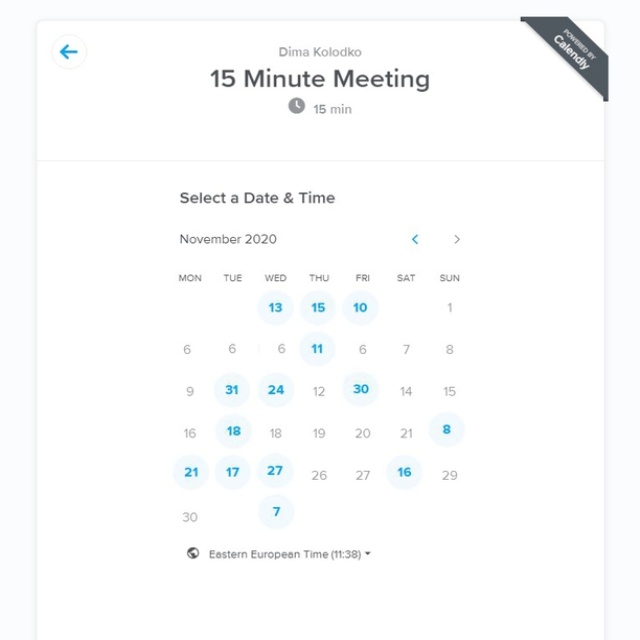 POWERED BY
Calendly
Dima Kolodko
15 Minute Meeting
15 min
Select a Date & Time
November 2020
MON TUE WED THU FRI SAT SUN
13 15 10 1
6 6 6 11 6 7 8
9 31 24 12 30 14 15
16 18 18 19 20 21 8
21 17 27 26 27 16 29
30 7
Eastern European Time (11:38)